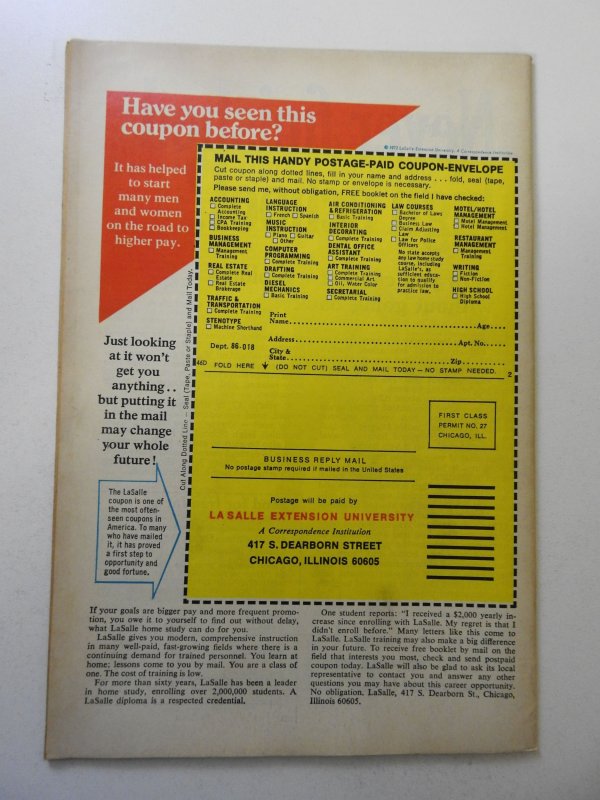 Have you seen this
coupon before?
© 1972 LaSalle Extension University, A Correspondence Institution
It has helped
to start
many men
and women
on the road to
higher pay.
MAIL THIS HANDY POSTAGE-PAID COUPON-ENVELOPE
Cut coupon along dotted lines, fill in your name and address . . . fold, seal (tape,
paste or staple) and mail. No stamp or envelope is necessary.
Please send me, without obligation, FREE booklet on the field I have checked:
ACCOUNTING
☐ Complete
Accounting
☐ Income Tax
☐ CPA Training
☐ Bookkeeping
BUSINESS
MANAGEMENT
☐ Management
Training
REAL ESTATE
☐ Complete Real
Estate
☐ Real Estate
Brokerage
TRAFFIC &
TRANSPORTATION
☐ Complete Training
STENOTYPE
☐ Machine Shorthand
LANGUAGE
INSTRUCTION
☐ French ☐ Spanish
MUSIC
INSTRUCTION
☐ Piano ☐ Guitar
☐ Other
COMPUTER
PROGRAMMING
☐ Complete Training
DRAFTING
☐ Complete Training
DIESEL
MECHANICS
☐ Basic Training
AIR CONDITIONING
& REFRIGERATION
☐ Basic Training
INTERIOR
DECORATING
☐ Complete Training
DENTAL OFFICE
ASSISTANT
☐ Complete Training
ART TRAINING
☐ Complete Training
☐ Commercial Art
☐ Oil, Water Color
SECRETARIAL
☐ Complete Training
LAW COURSES
☐ Bachelor of Laws
Degree
☐ Business Law
☐ Claim Adjusting
Law
☐ Law for Police
Officers
No state accepts
any law home study
course, including
LaSalle's, as
sufficient educa-
tion to qualify
for admission to
practice law.
MOTEL/HOTEL
MANAGEMENT
☐ Motel Management
☐ Hotel Management
RESTAURANT
MANAGEMENT
☐ Management
Training
WRITING
☐ Fiction
☐ Non-Fiction
HIGH SCHOOL
☐ High School
Diploma
Print
Name Age
Dept. 86-018
Address Apt. No.
City &
State Zip
46D FOLD HERE ↓ (DO NOT CUT) SEAL AND MAIL TODAY — NO STAMP NEEDED. 2
Cut Along Dotted Line — Seal (Tape, Paste or Staple) and Mail Today.
Just looking
at it won't
get you
anything . .
but putting it
in the mail
may change
your whole
future!
FIRST CLASS
PERMIT NO. 27
CHICAGO, ILL.
BUSINESS REPLY MAIL
No postage stamp required if mailed in the United States
Postage will be paid by
LA SALLE EXTENSION UNIVERSITY
A Correspondence Institution
417 S. DEARBORN STREET
CHICAGO, ILLINOIS 60605
The LaSalle
coupon is one of
the most often-
seen coupons in
America. To many
who have mailed
it, it has proved
a first step to
opportunity and
good fortune.
If your goals are bigger pay and more frequent promo-
tion, you owe it to yourself to find out without delay,
what LaSalle home study can do for you.
LaSalle gives you modern, comprehensive instruction
in many well-paid, fast-growing fields where there is a
continuing demand for trained personnel. You learn at
home; lessons come to you by mail. You are a class of
one. The cost of training is low.
For more than sixty years, LaSalle has been a leader
in home study, enrolling over 2,000,000 students. A
LaSalle diploma is a respected credential.
One student reports: "I received a $2,000 yearly in-
crease since enrolling with LaSalle. My regret is that I
didn't enroll before." Many letters like this come to
LaSalle. LaSalle training may also make a big difference
in your future. To receive free booklet by mail on the
field that interests you most, check and send postpaid
coupon today. LaSalle will also be glad to ask its local
representative to contact you and answer any other
questions you may have about this career opportunity.
No obligation. LaSalle, 417 S. Dearborn St., Chicago,
Illinois 60605.